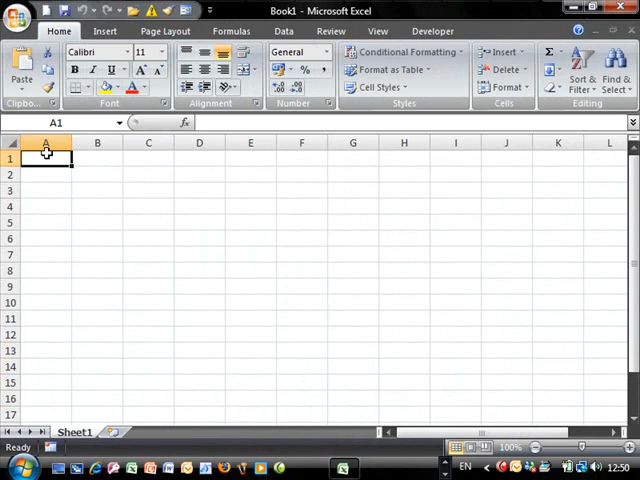 Book1 - Microsoft Excel
Home Insert Page Layout Formulas Data Review View Developer
Calibri 11 General Conditional Formatting Insert Σ
Paste B I U A A % , Format as Table Delete Sort & Filter Find & Select
A Cell Styles Format
Clipboa... Font Alignment Number Styles Cells Editing
A1 fx
A B C D E F G H I J K L
1
2
3
4
5
6
7
8
9
10
11
12
13
14
15
16
17
Sheet1
Ready 100%
EN 12:50